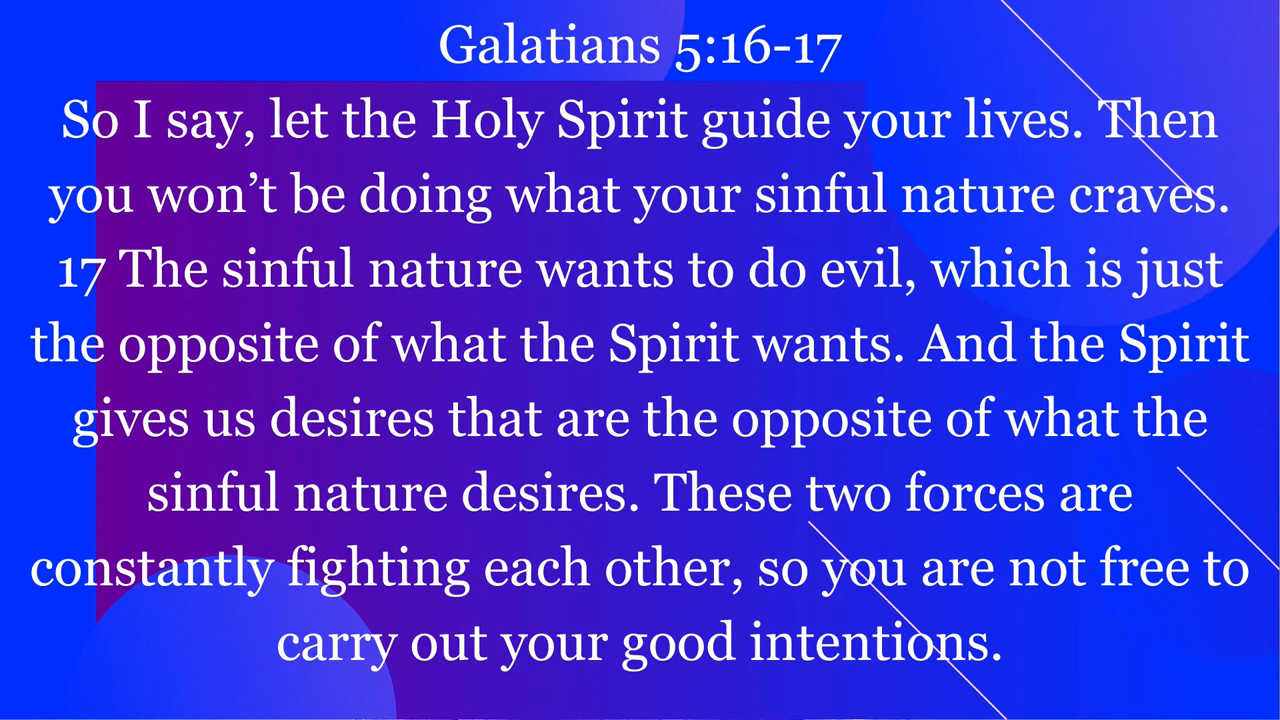 Galatians 5:16-17
So I say, let the Holy Spirit guide your lives. Then
you won’t be doing what your sinful nature craves.
17 The sinful nature wants to do evil, which is just
the opposite of what the Spirit wants. And the Spirit
gives us desires that are the opposite of what the
sinful nature desires. These two forces are
constantly fighting each other, so you are not free to
carry out your good intentions.